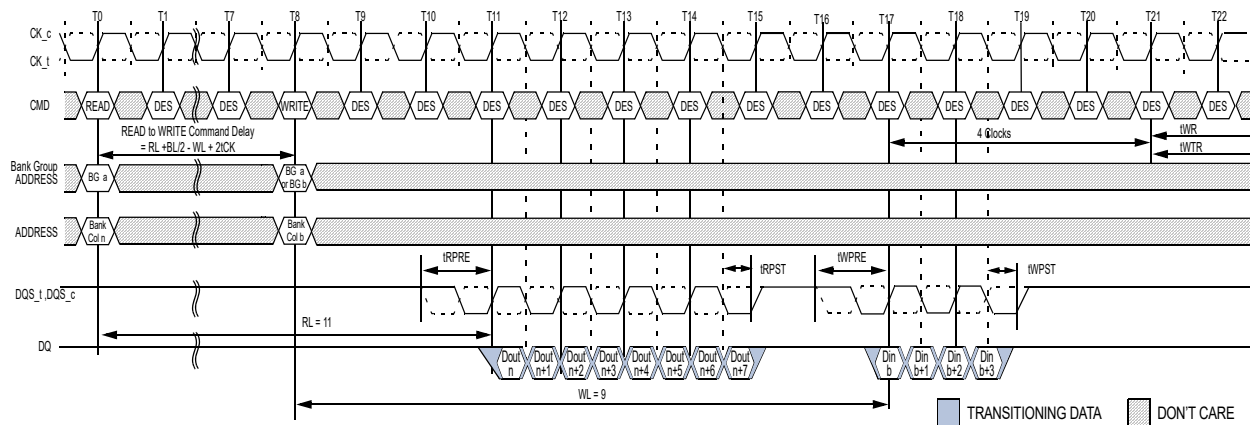 T0 T1 T7 T8 T9 T10 T11 T12 T13 T14 T15 T16 T17 T18 T19 T20 T21 T22
CK_c
CK_t
CMD READ DES DES WRITE DES DES DES DES DES DES DES DES DES DES DES DES DES DES
READ to WRITE Command Delay
= RL +BL/2 - WL + 2tCK
4 Clocks
tWR
tWTR
Bank Group
ADDRESS
BG a
BG a
or BG b
ADDRESS
Bank
Col n
Bank
Col b
tRPRE
tRPST
tWPRE
tWPST
DQS_t ,DQS_c
RL = 11
DQ
Dout
n
Dout
n+1
Dout
n+2
Dout
n+3
Dout
n+4
Dout
n+5
Dout
n+6
Dout
n+7
Din
b
Din
b+1
Din
b+2
Din
b+3
WL = 9
TRANSITIONING DATA
DON'T CARE